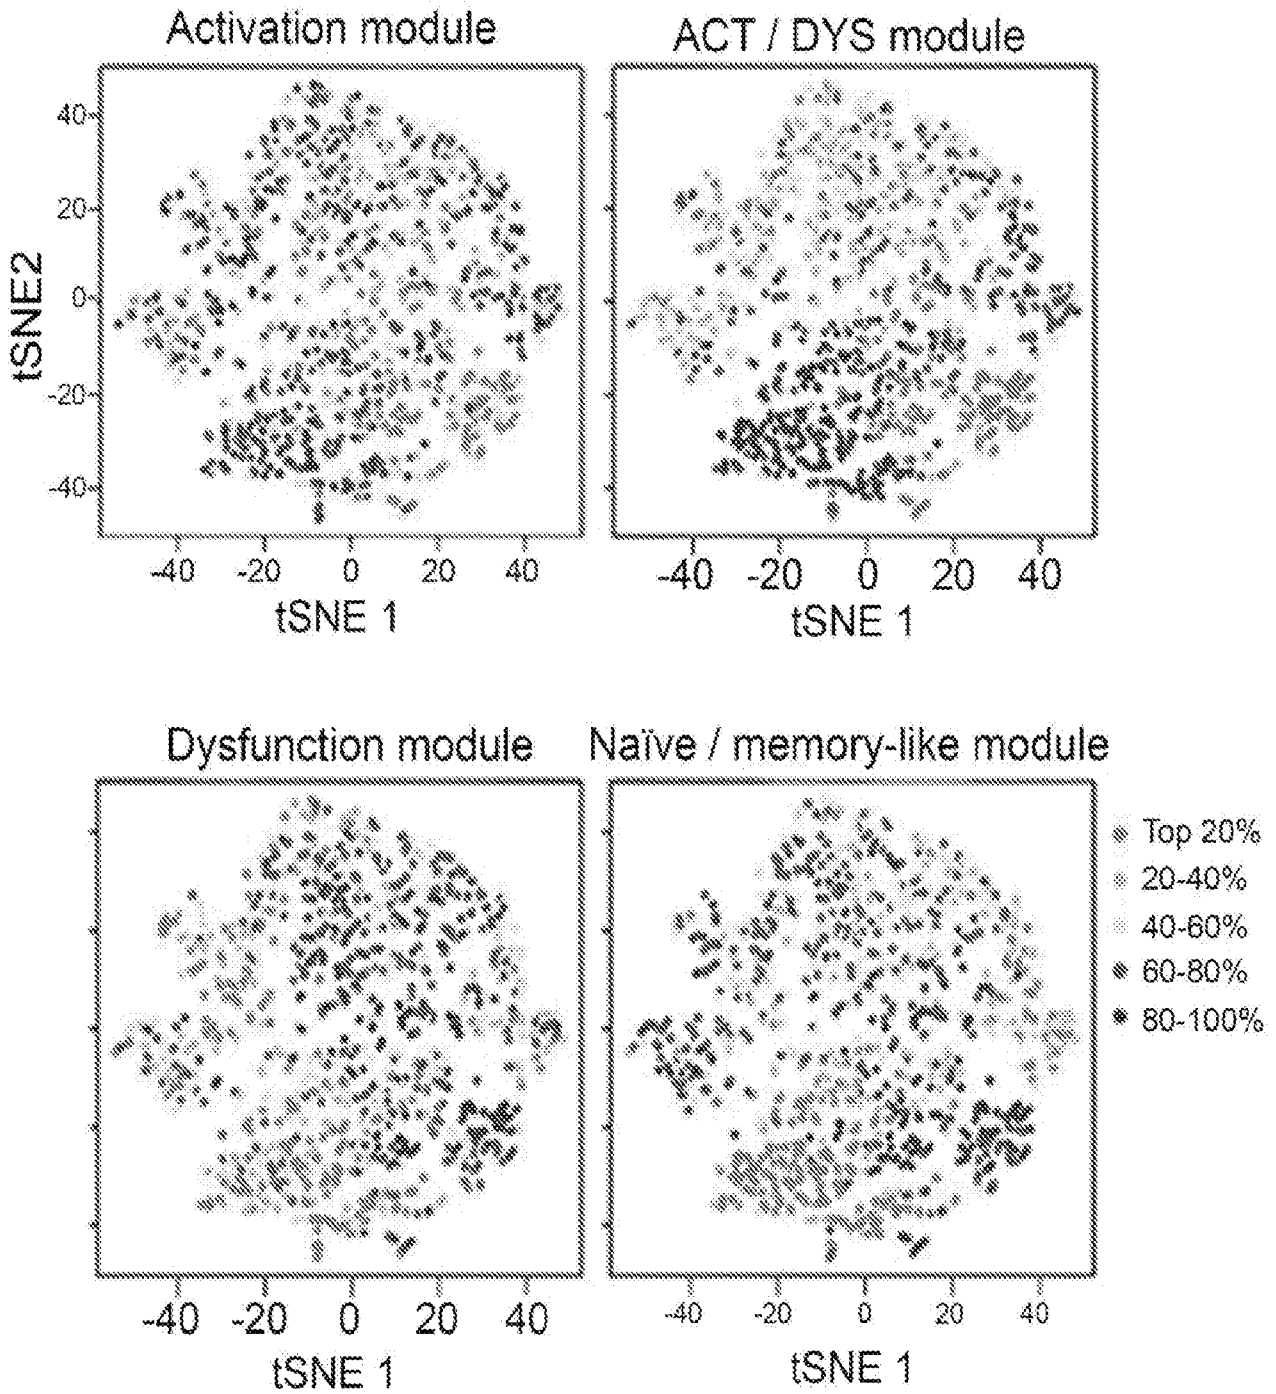 Activation module
ACT / DYS module
tSNE2
40
20
0
-20
-40
-40 -20 0 20 40
tSNE 1
-40 -20 0 20 40
tSNE 1
Dysfunction module
Naïve / memory-like module
Top 20%
20-40%
40-60%
60-80%
80-100%
-40 -20 0 20 40
tSNE 1
-40 -20 0 20 40
tSNE 1